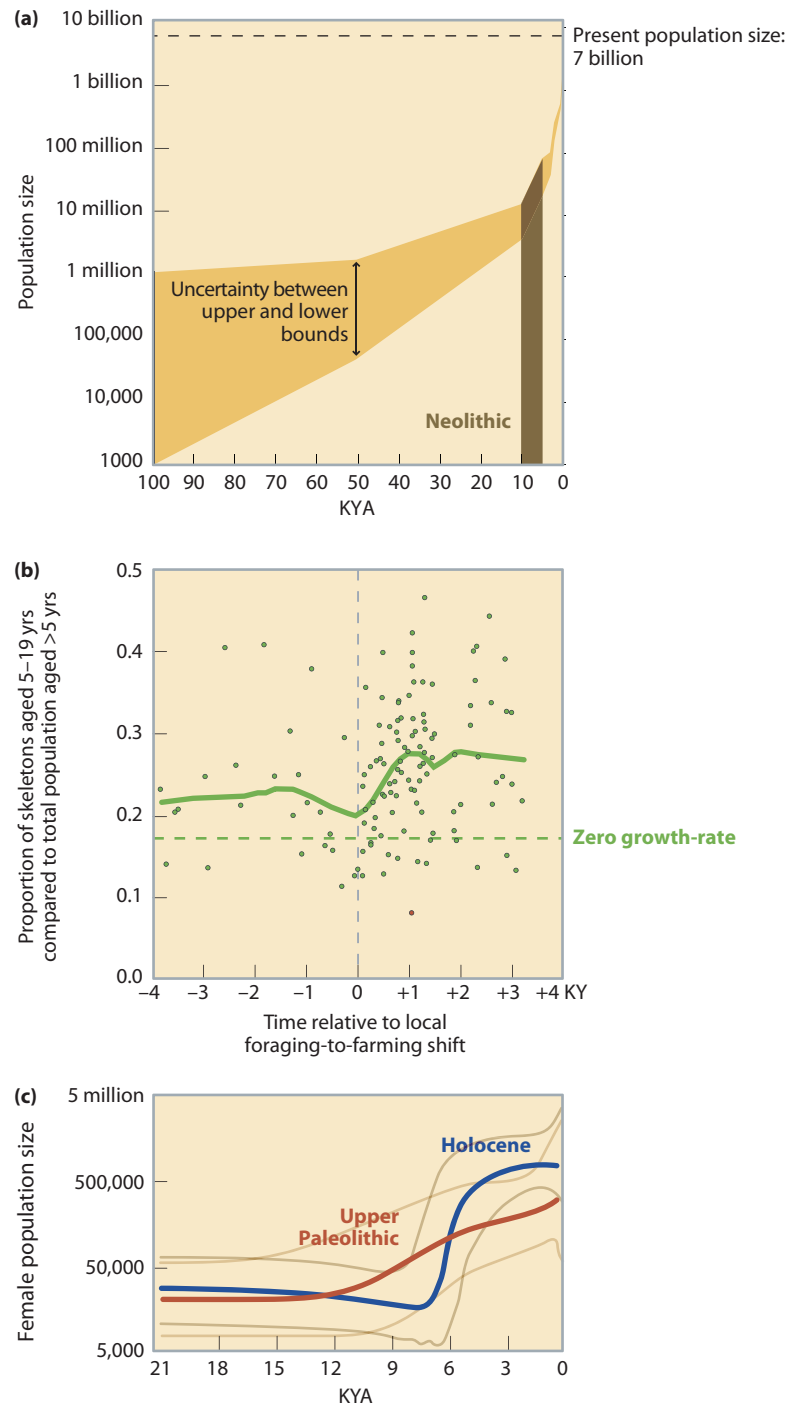 (a)
10 billion
1 billion
100 million
10 million
1 million
100,000
10,000
1000
Population size
Present population size:
7 billion
Uncertainty between
upper and lower
bounds
Neolithic
100 90 80 70 60 50 40 30 20 10 0
KYA
(b)
0.5
0.4
0.3
0.2
0.1
0.0
Proportion of skeletons aged 5–19 yrs
compared to total population aged >5 yrs
Zero growth-rate
–4 –3 –2 –1 0 +1 +2 +3 +4 KY
Time relative to local
foraging-to-farming shift
(c)
5 million
500,000
50,000
5,000
Female population size
Holocene
Upper
Paleolithic
21 18 15 12 9 6 3 0
KYA